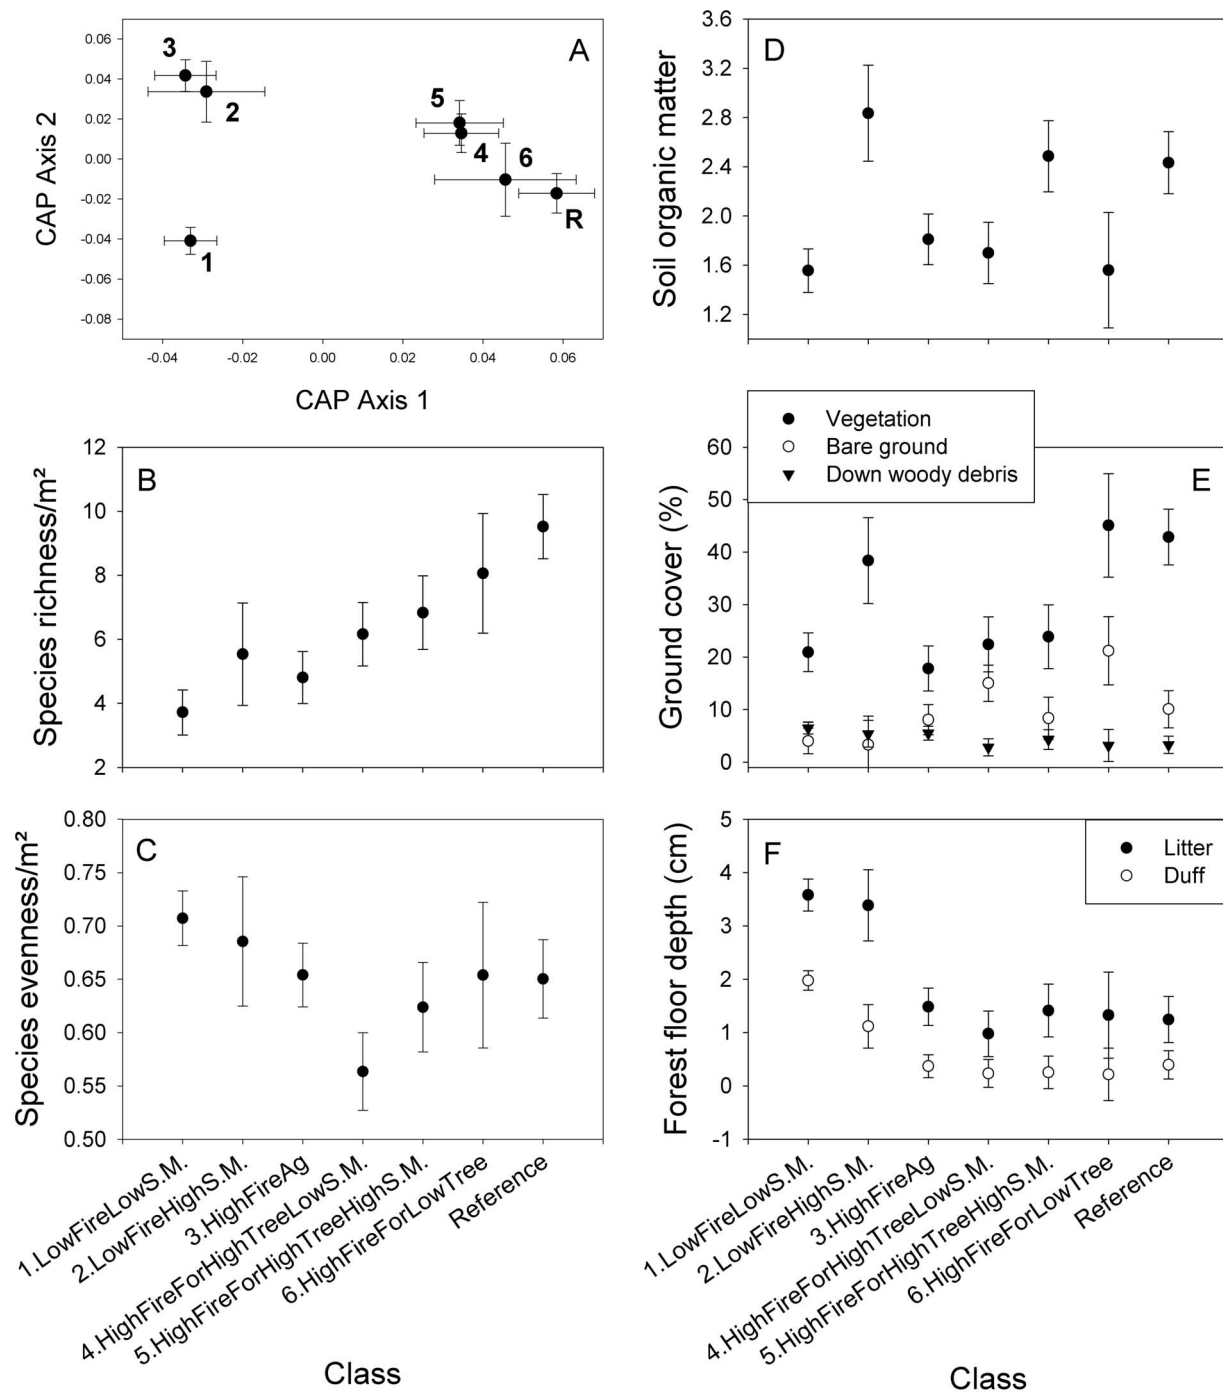 A
CAP Axis 2
0.06
0.04
0.02
0.00
-0.02
-0.04
-0.06
-0.08
3
2
5
4
6
R
1
-0.04
-0.02
0.00
0.02
0.04
0.06
CAP Axis 1
D
Soil organic matter
3.6
3.2
2.8
2.4
2.0
1.6
1.2
B
Species richness/m²
12
10
8
6
4
2
Vegetation
Bare ground
Down woody debris
E
Ground cover (%)
60
50
40
30
20
10
0
C
Species evenness/m²
0.80
0.75
0.70
0.65
0.60
0.55
0.50
F
Litter
Duff
Forest floor depth (cm)
5
4
3
2
1
0
-1
1.LowFireLowS.M.
2.LowFireHighS.M.
3.HighFireAg
4.HighFireForHighTreeLowS.M.
5.HighFireForHighTreeHighS.M.
6.HighFireForLowTree
Reference
Class
1.LowFireLowS.M.
2.LowFireHighS.M.
3.HighFireAg
4.HighFireForHighTreeLowS.M.
5.HighFireForHighTreeHighS.M.
6.HighFireForLowTree
Reference
Class